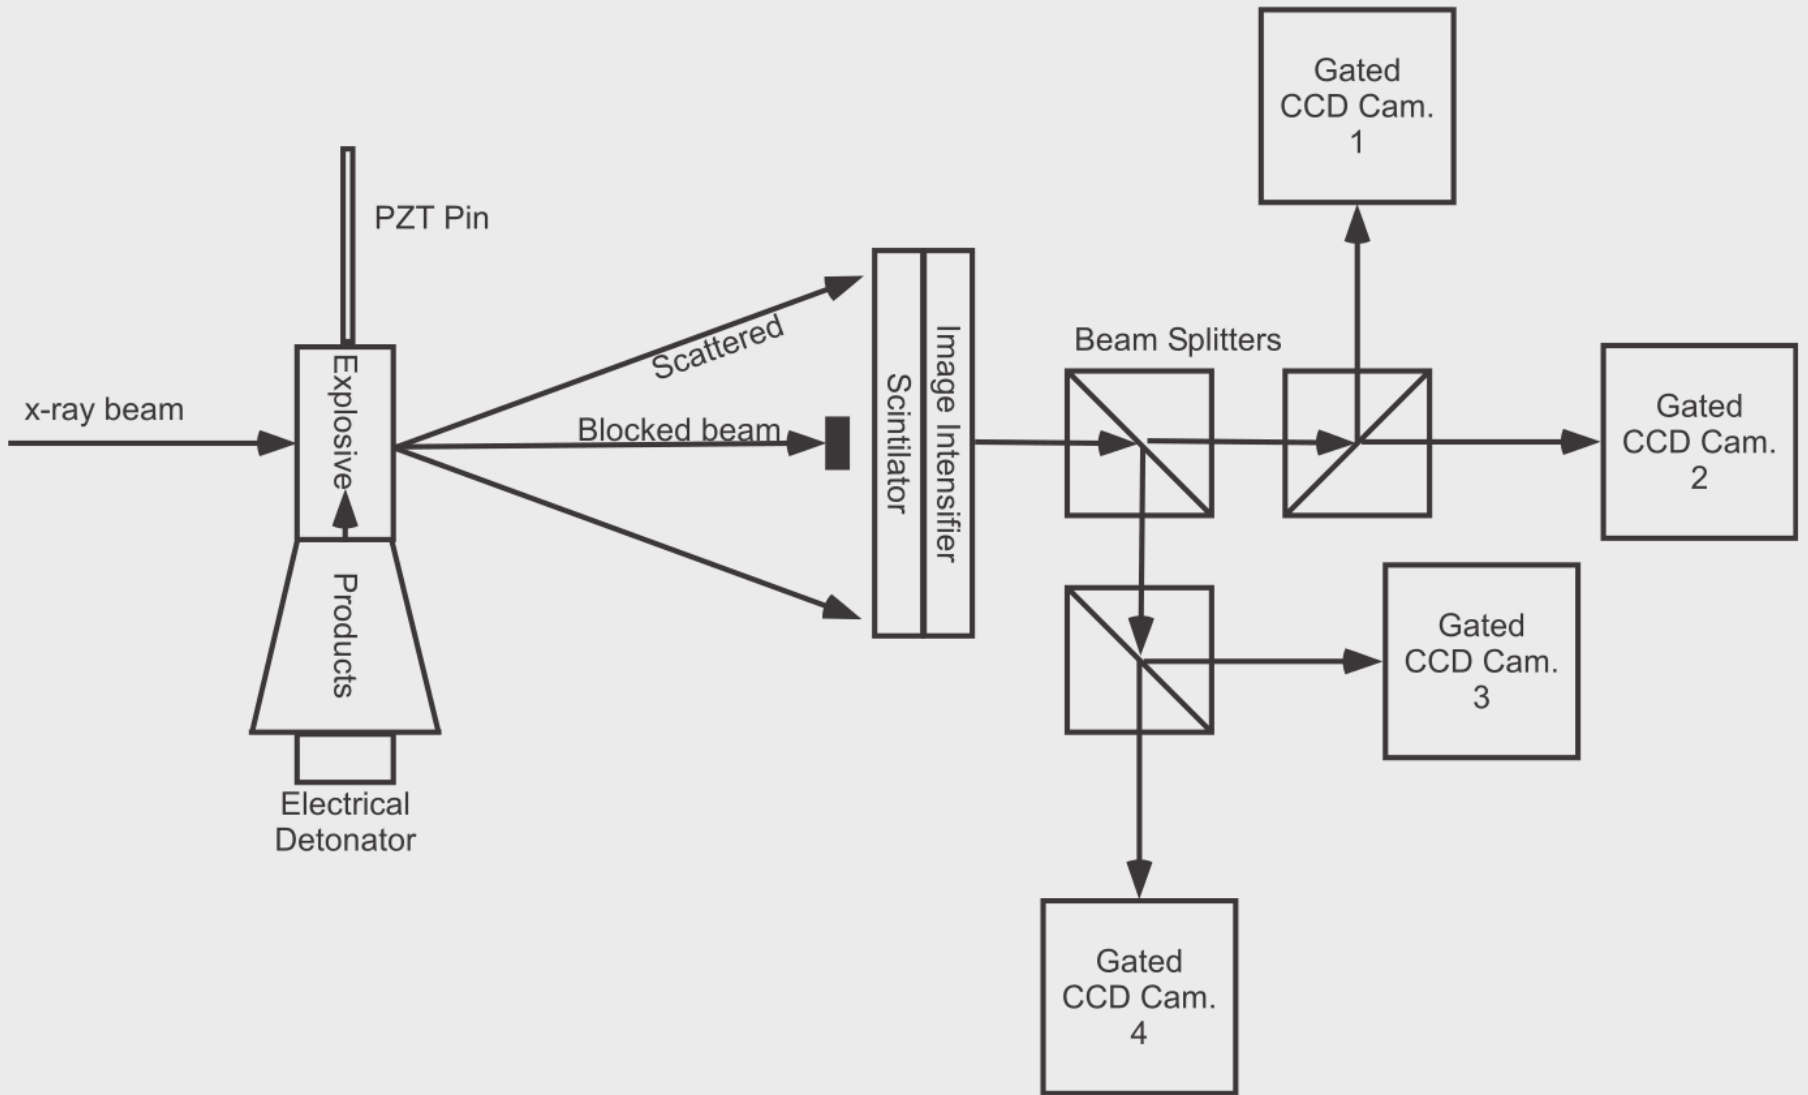 Gated
CCD Cam.
1
PZT Pin
Scattered
Beam Splitters
x-ray beam
Explosive
Blocked beam
Scintilator
Image Intensifier
Gated
CCD Cam.
2
Products
Gated
CCD Cam.
3
Electrical
Detonator
Gated
CCD Cam.
4